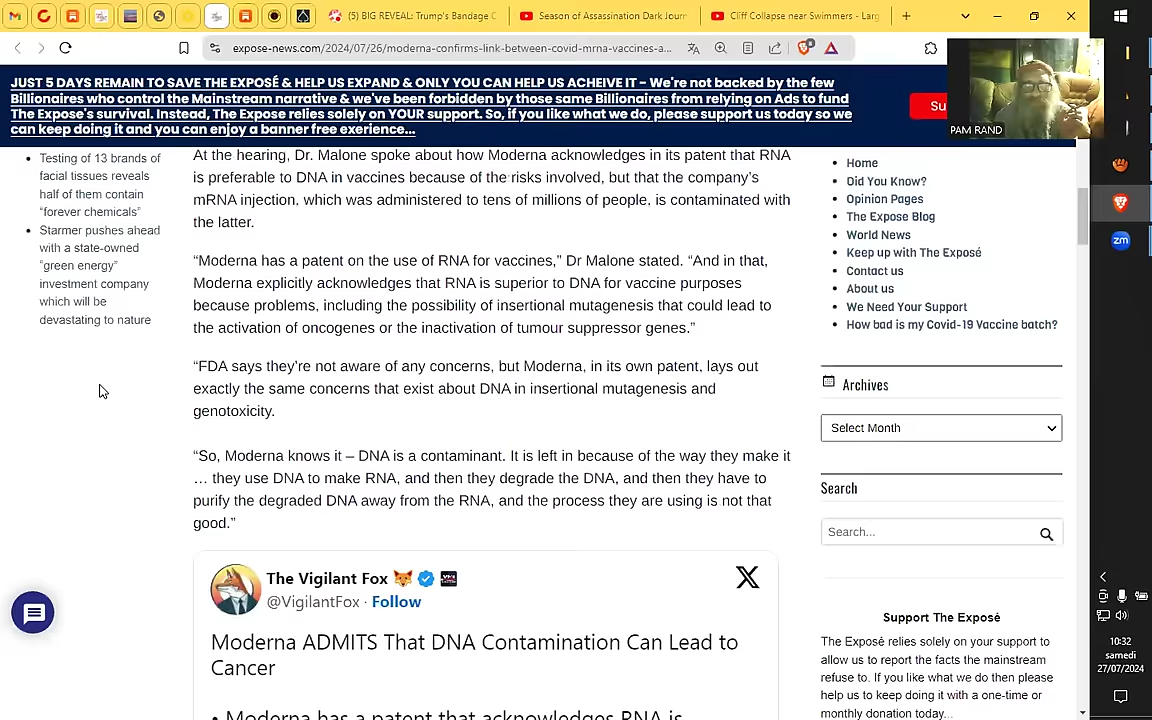 (5) BIG REVEAL: Trump's Bandage C
Season of Assassination Dark Journ
Cliff Collapse near Swimmers - Larg
expose-news.com/2024/07/26/moderna-confirms-link-between-covid-mrna-vaccines-a...
JUST 5 DAYS REMAIN TO SAVE THE EXPOSÉ & HELP US EXPAND & ONLY YOU CAN HELP US ACHEIVE IT - We're not backed by the few
Billionaires who control the Mainstream narrative & we've been forbidden by those same Billionaires from relying on Ads to fund
The Expose's survival. Instead, The Expose relies solely on YOUR support. So, if you like what we do, please support us today so we
can keep doing it and you can enjoy a banner free exerience...
Su
PAM RAND
Testing of 13 brands of
facial tissues reveals
half of them contain
“forever chemicals”
Starmer pushes ahead
with a state-owned
“green energy”
investment company
which will be
devastating to nature
At the hearing, Dr. Malone spoke about how Moderna acknowledges in its patent that RNA
is preferable to DNA in vaccines because of the risks involved, but that the company’s
mRNA injection, which was administered to tens of millions of people, is contaminated with
the latter.
“Moderna has a patent on the use of RNA for vaccines,” Dr Malone stated. “And in that,
Moderna explicitly acknowledges that RNA is superior to DNA for vaccine purposes
because problems, including the possibility of insertional mutagenesis that could lead to
the activation of oncogenes or the inactivation of tumour suppressor genes.”
“FDA says they’re not aware of any concerns, but Moderna, in its own patent, lays out
exactly the same concerns that exist about DNA in insertional mutagenesis and
genotoxicity.
“So, Moderna knows it – DNA is a contaminant. It is left in because of the way they make it
… they use DNA to make RNA, and then they degrade the DNA, and then they have to
purify the degraded DNA away from the RNA, and the process they are using is not that
good.”
The Vigilant Fox
@VigilantFox · Follow
Moderna ADMITS That DNA Contamination Can Lead to
Cancer
• Moderna has a patent that acknowledges RNA is
Home
Did You Know?
Opinion Pages
The Expose Blog
World News
Keep up with The Exposé
Contact us
About us
We Need Your Support
How bad is my Covid-19 Vaccine batch?
Archives
Select Month
Search
Search...
Support The Exposé
The Exposé relies solely on your support to
allow us to report the facts the mainstream
refuse to. If you like what we do then please
help us to keep doing it with a one-time or
monthly donation today...
zm
10:32
samedi
27/07/2024